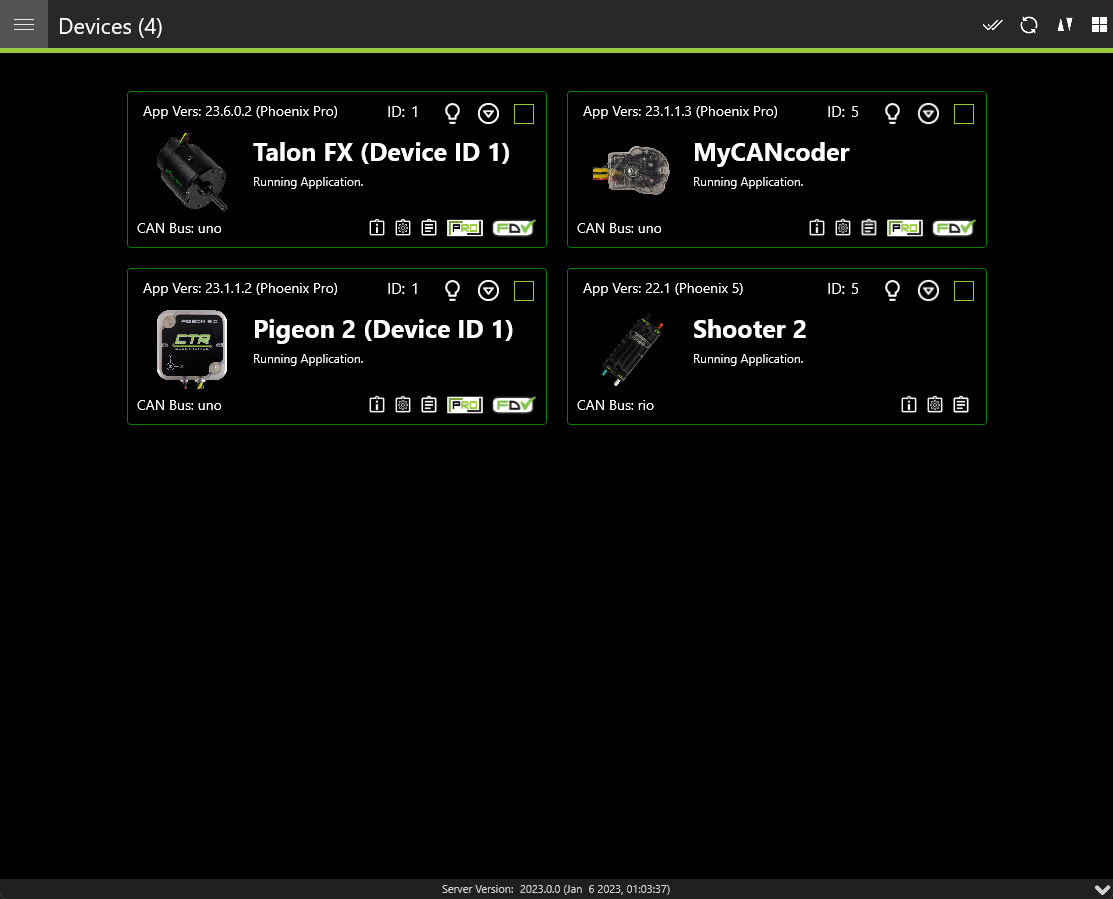 Devices (4)
App Vers: 23.6.0.2 (Phoenix Pro) ID: 1
Talon FX (Device ID 1)
Running Application.
CAN Bus: uno
PRO FDV
App Vers: 23.1.1.3 (Phoenix Pro) ID: 5
MyCANcoder
Running Application.
CAN Bus: uno
PRO FDV
App Vers: 23.1.1.2 (Phoenix Pro) ID: 1
PIGEON 2.0
CTR
Pigeon 2 (Device ID 1)
Running Application.
CAN Bus: uno
PRO FDV
App Vers: 22.1 (Phoenix 5) ID: 5
Shooter 2
Running Application.
CAN Bus: rio
Server Version: 2023.0.0 (Jan 6 2023, 01:03:37)